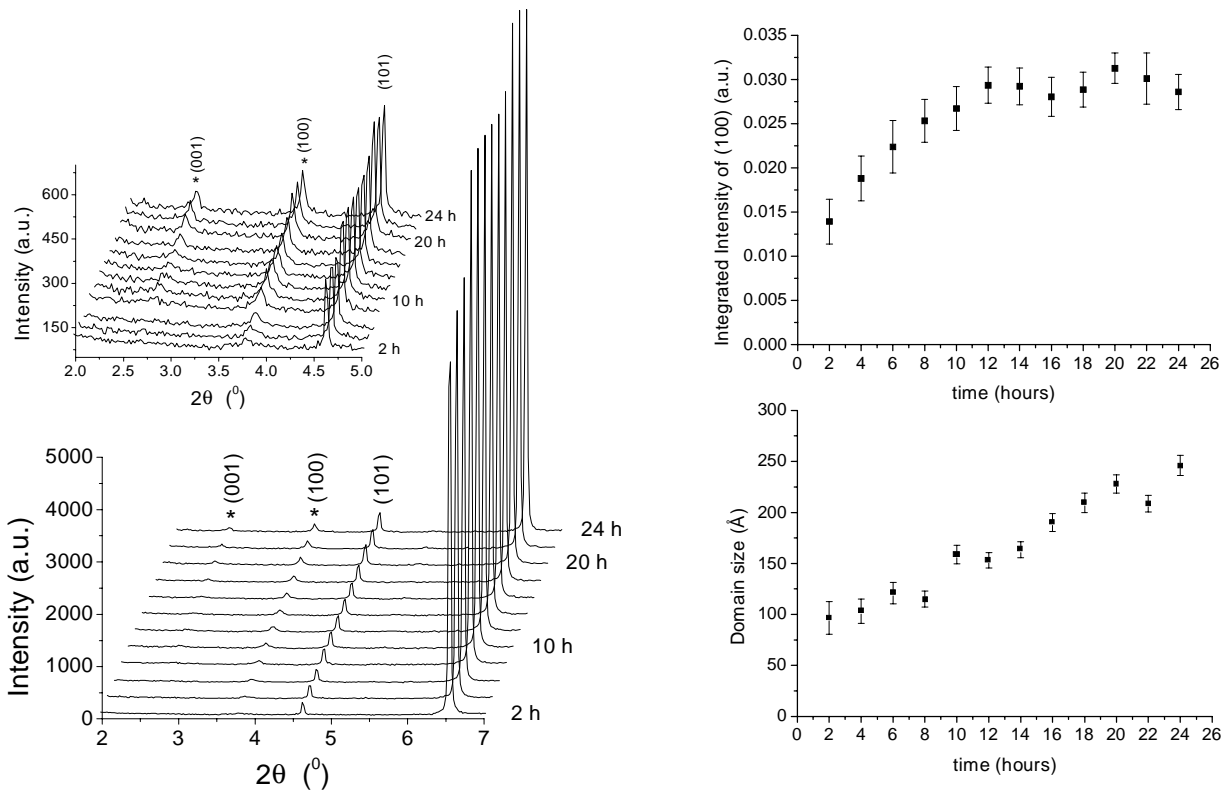 (101)
* (100)
* (001)
600
450
300
150
Intensity (a.u.)
24 h
20 h
10 h
2 h
2.0 2.5 3.0 3.5 4.0 4.5 5.0
2θ (⁰)
5000
4000
3000
2000
1000
0
Intensity (a.u.)
* (001)
* (100)
(101)
24 h
20 h
10 h
2 h
2 3 4 5 6 7
2θ (⁰)
0.035
0.030
0.025
0.020
0.015
0.010
0.005
0.000
Integrated Intensity of (100) (a.u.)
0 2 4 6 8 10 12 14 16 18 20 22 24 26
time (hours)
300
250
200
150
100
50
0
Domain size (Å)
0 2 4 6 8 10 12 14 16 18 20 22 24 26
time (hours)